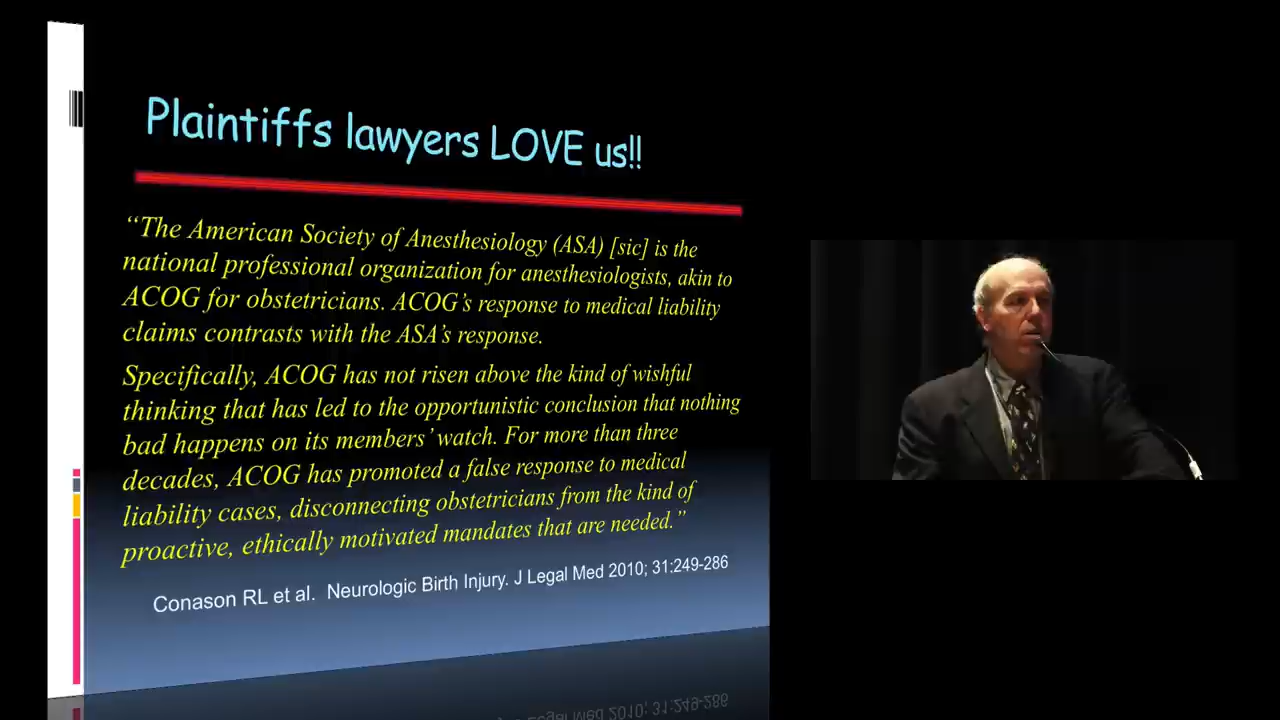 Plaintiffs lawyers LOVE us!!
“The American Society of Anesthesiology (ASA) [sic] is the
national professional organization for anesthesiologists, akin to
ACOG for obstetricians. ACOG’s response to medical liability
claims contrasts with the ASA’s response.
Specifically, ACOG has not risen above the kind of wishful
thinking that has led to the opportunistic conclusion that nothing
bad happens on its members’ watch. For more than three
decades, ACOG has promoted a false response to medical
liability cases, disconnecting obstetricians from the kind of
proactive, ethically motivated mandates that are needed.”
Conason RL et al. Neurologic Birth Injury. J Legal Med 2010; 31:249-286